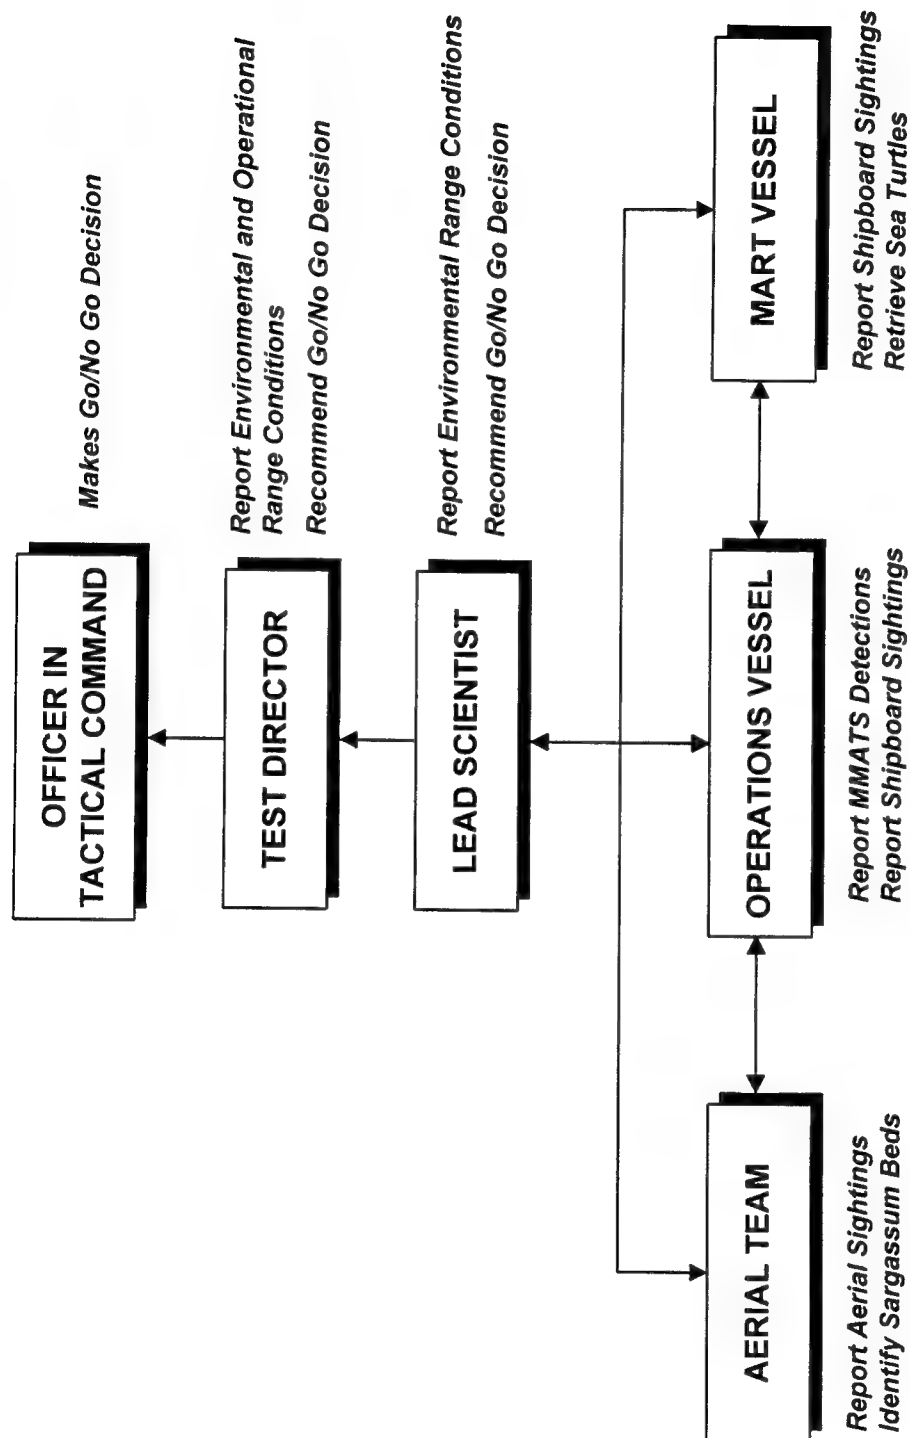 OFFICER IN
TACTICAL COMMAND
Makes Go/No Go Decision
TEST DIRECTOR
Report Environmental and Operational
Range Conditions
Recommend Go/No Go Decision
LEAD SCIENTIST
Report Environmental Range Conditions
Recommend Go/No Go Decision
AERIAL TEAM
Report Aerial Sightings
Identify Sargassum Beds
OPERATIONS VESSEL
Report MMATS Detections
Report Shipboard Sightings
MART VESSEL
Report Shipboard Sightings
Retrieve Sea Turtles